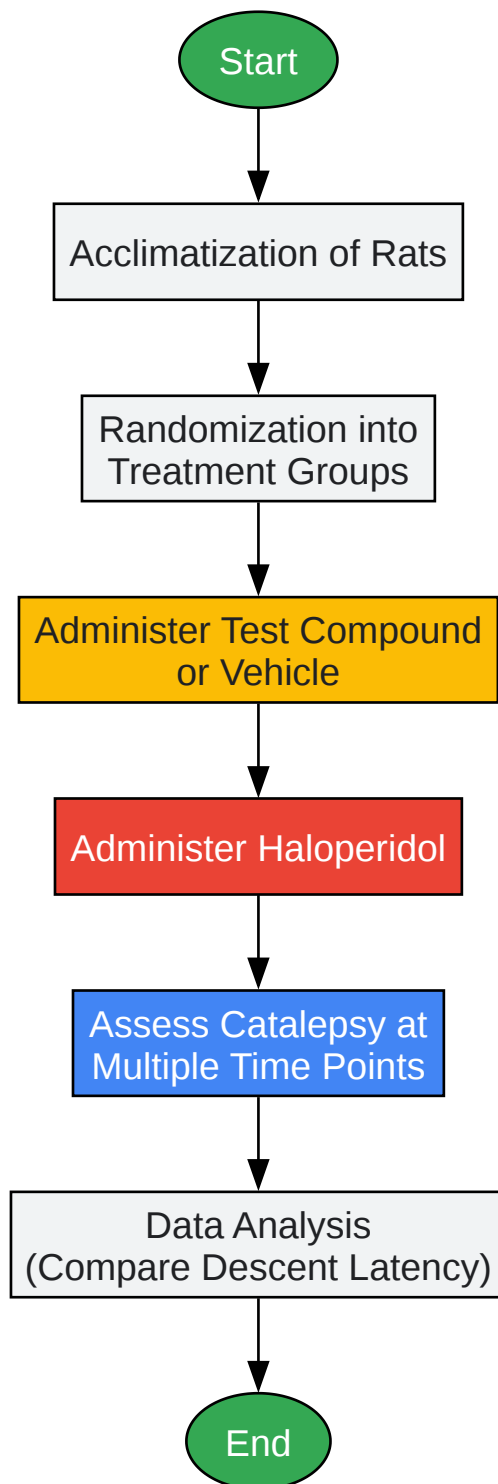 Start
Acclimatization of Rats
Randomization into
Treatment Groups
Administer Test Compound
or Vehicle
Administer Haloperidol
Assess Catalepsy at
Multiple Time Points
Data Analysis
(Compare Descent Latency)
End